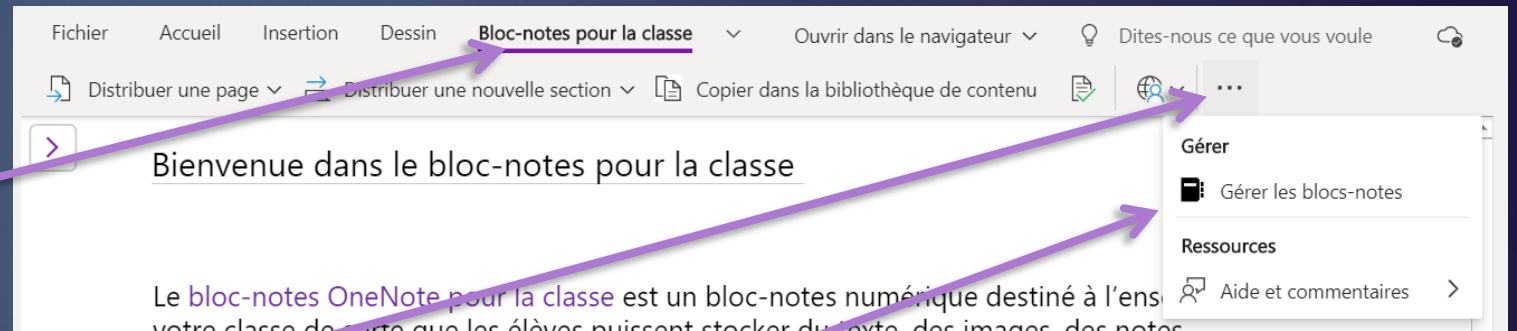 Fichier Accueil Insertion Dessin Bloc-notes pour la classe Ouvrir dans le navigateur Dites-nous ce que vous voule
Distribuer une page Distribuer une nouvelle section Copier dans la bibliothèque de contenu ...
Gérer
Bienvenue dans le bloc-notes pour la classe
Gérer les blocs-notes
Ressources
Le bloc-notes OneNote pour la classe est un bloc-notes numérique destiné à l'ens
Aide et commentaires
votre classe de sorte que les élèves puissent stocker du texte, des images, des notes